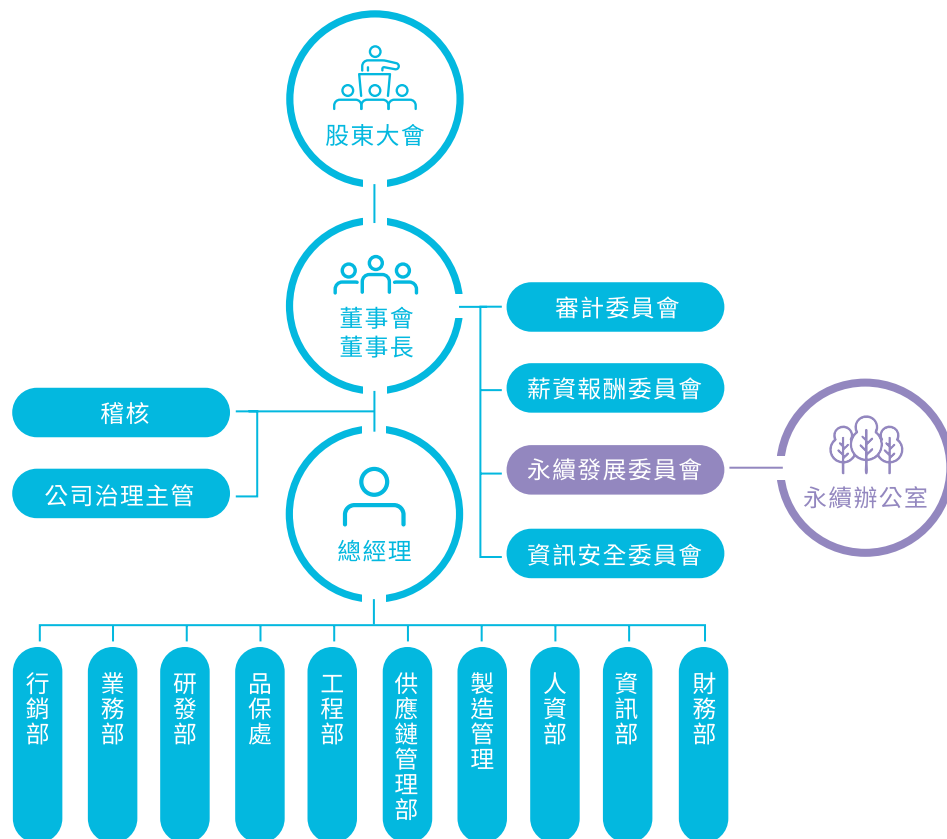 股東大會
董事會
董事長
審計委員會
薪資報酬委員會
稽核
永續發展委員會
公司治理主管
永續辦公室
總經理
資訊安全委員會
行銷部
業務部
研發部
品保處
工程部
供應鏈管理部
製造管理
人資部
資訊部
財務部